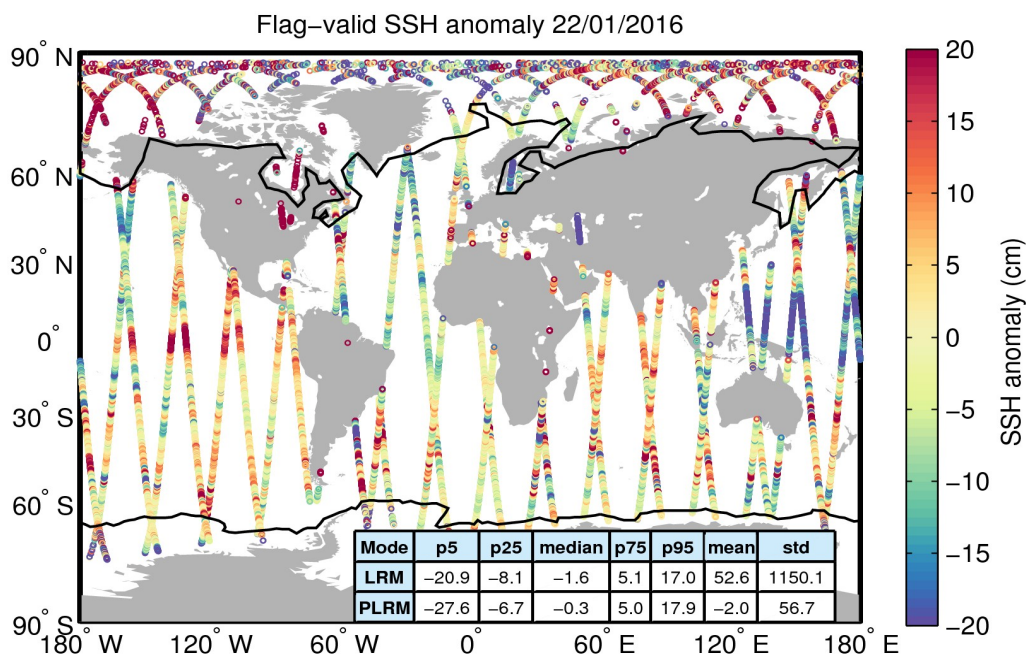 Flag−valid SSH anomaly 22/01/2016
90° N
60° N
30° N
0°
30° S
60° S
90° S
180° W
120° W
60° W
0°
60° E
120° E
180° E
Mode p5 p25 median p75 p95 mean std
LRM −20.9 −8.1 −1.6 5.1 17.0 52.6 1150.1
PLRM −27.6 −6.7 −0.3 5.0 17.9 −2.0 56.7
20
15
10
5
0
−5
−10
−15
−20
SSH anomaly (cm)